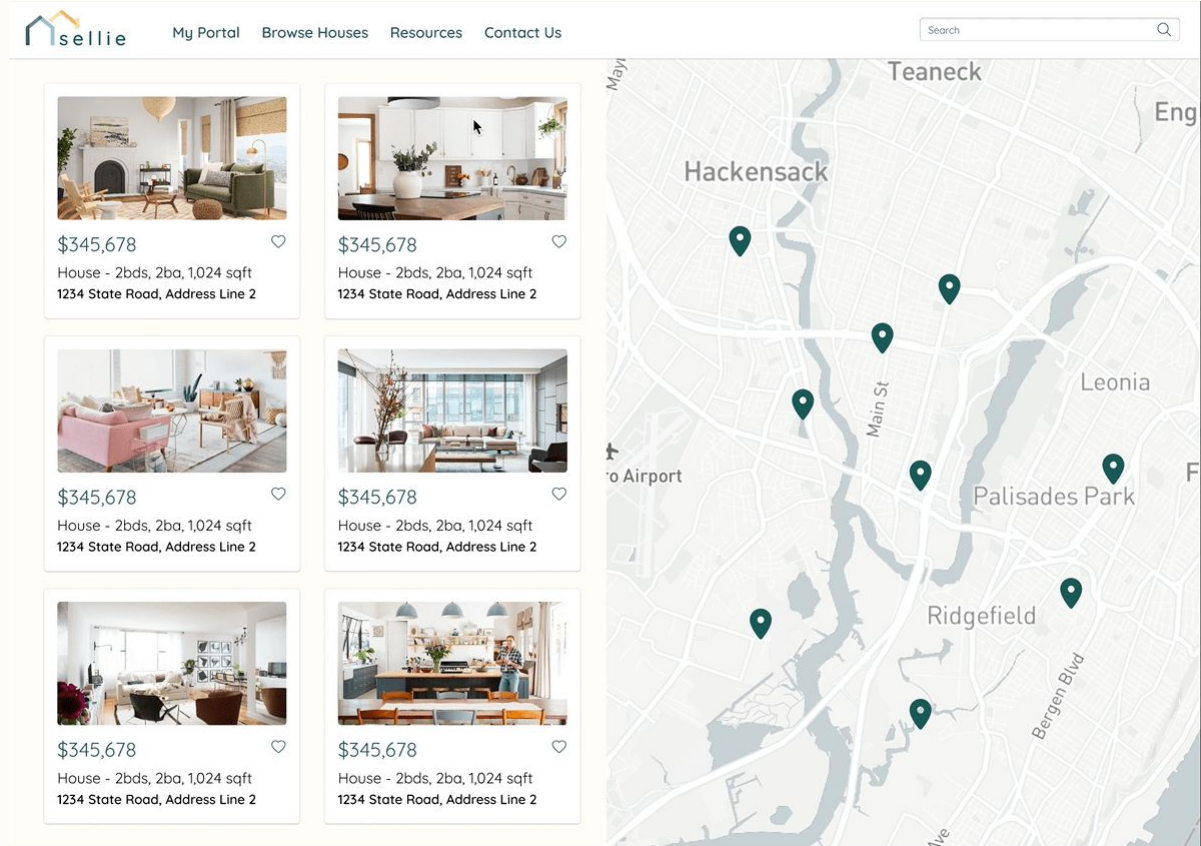 sellie
My Portal
Browse Houses
Resources
Contact Us
Search
$345,678
House - 2bds, 2ba, 1,024 sqft
1234 State Road, Address Line 2
$345,678
House - 2bds, 2ba, 1,024 sqft
1234 State Road, Address Line 2
$345,678
House - 2bds, 2ba, 1,024 sqft
1234 State Road, Address Line 2
$345,678
House - 2bds, 2ba, 1,024 sqft
1234 State Road, Address Line 2
$345,678
House - 2bds, 2ba, 1,024 sqft
1234 State Road, Address Line 2
$345,678
House - 2bds, 2ba, 1,024 sqft
1234 State Road, Address Line 2
Teaneck
Eng
Hackensack
Leonia
Main St
ro Airport
Palisades Park
F
Ridgefield
Bergen Blvd
Ave